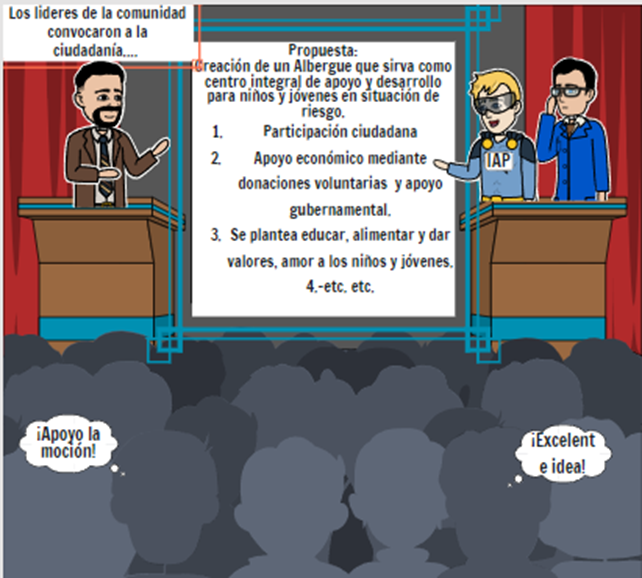 Los lideres de la comunidad
convocaron a la
ciudadanía....
Propuesta:
Creación de un Albergue que sirva como
centro integral de apoyo y desarrollo
para niños y jóvenes en situación de
riesgo.
1. Participación ciudadana
2. Apoyo económico mediante
donaciones voluntarias y apoyo
gubernamental.
3. Se plantea educar, alimentar y dar
valores, amor a los niños y jóvenes.
4.-etc. etc.
IAP
¡Apoyo la
moción!
¡Excelent
e idea!